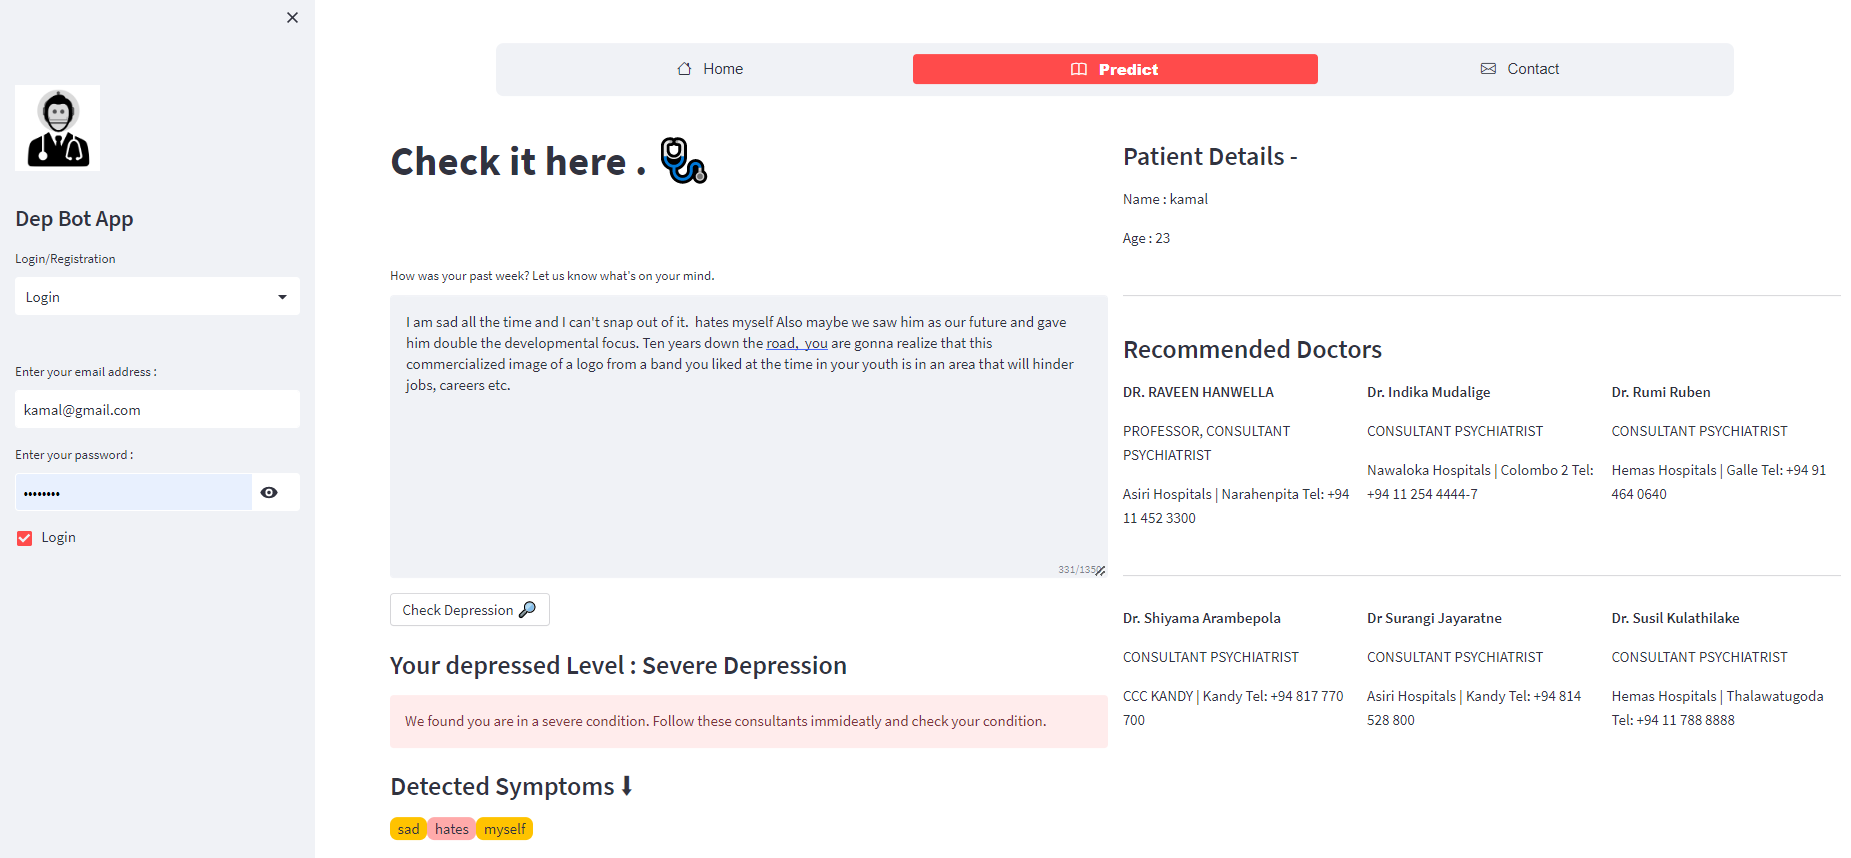 Dep Bot App
Login/Registration
Login
Enter your email address :
kamal@gmail.com
Enter your password :
••••••••
Login
Home
Predict
Contact
Check it here .
How was your past week? Let us know what's on your mind.
I am sad all the time and I can't snap out of it.  hates myself Also maybe we saw him as our future and gave
him double the developmental focus. Ten years down the road,  you are gonna realize that this
commercialized image of a logo from a band you liked at the time in your youth is in an area that will hinder
jobs, careers etc.
331/1350
Check Depression
Your depressed Level : Severe Depression
We found you are in a severe condition. Follow these consultants immideatly and check your condition.
Detected Symptoms
sad hates myself
Patient Details -
Name : kamal
Age : 23
Recommended Doctors
DR. RAVEEN HANWELLA
PROFESSOR, CONSULTANT
PSYCHIATRIST
Asiri Hospitals | Narahenpita Tel: +94
11 452 3300
Dr. Indika Mudalige
CONSULTANT PSYCHIATRIST
Nawaloka Hospitals | Colombo 2 Tel:
+94 11 254 4444-7
Dr. Rumi Ruben
CONSULTANT PSYCHIATRIST
Hemas Hospitals | Galle Tel: +94 91
464 0640
Dr. Shiyama Arambepola
CONSULTANT PSYCHIATRIST
CCC KANDY | Kandy Tel: +94 817 770
700
Dr Surangi Jayaratne
CONSULTANT PSYCHIATRIST
Asiri Hospitals | Kandy Tel: +94 814
528 800
Dr. Susil Kulathilake
CONSULTANT PSYCHIATRIST
Hemas Hospitals | Thalawatugoda
Tel: +94 11 788 8888